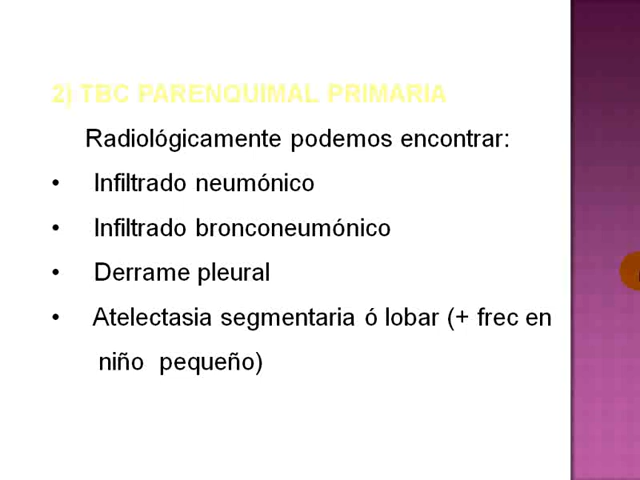 2) TBC PARENQUIMAL PRIMARIA
Radiológicamente podemos encontrar:
• Infiltrado neumónico
• Infiltrado bronconeumónico
• Derrame pleural
• Atelectasia segmentaria ó lobar (+ frec en
niño pequeño)